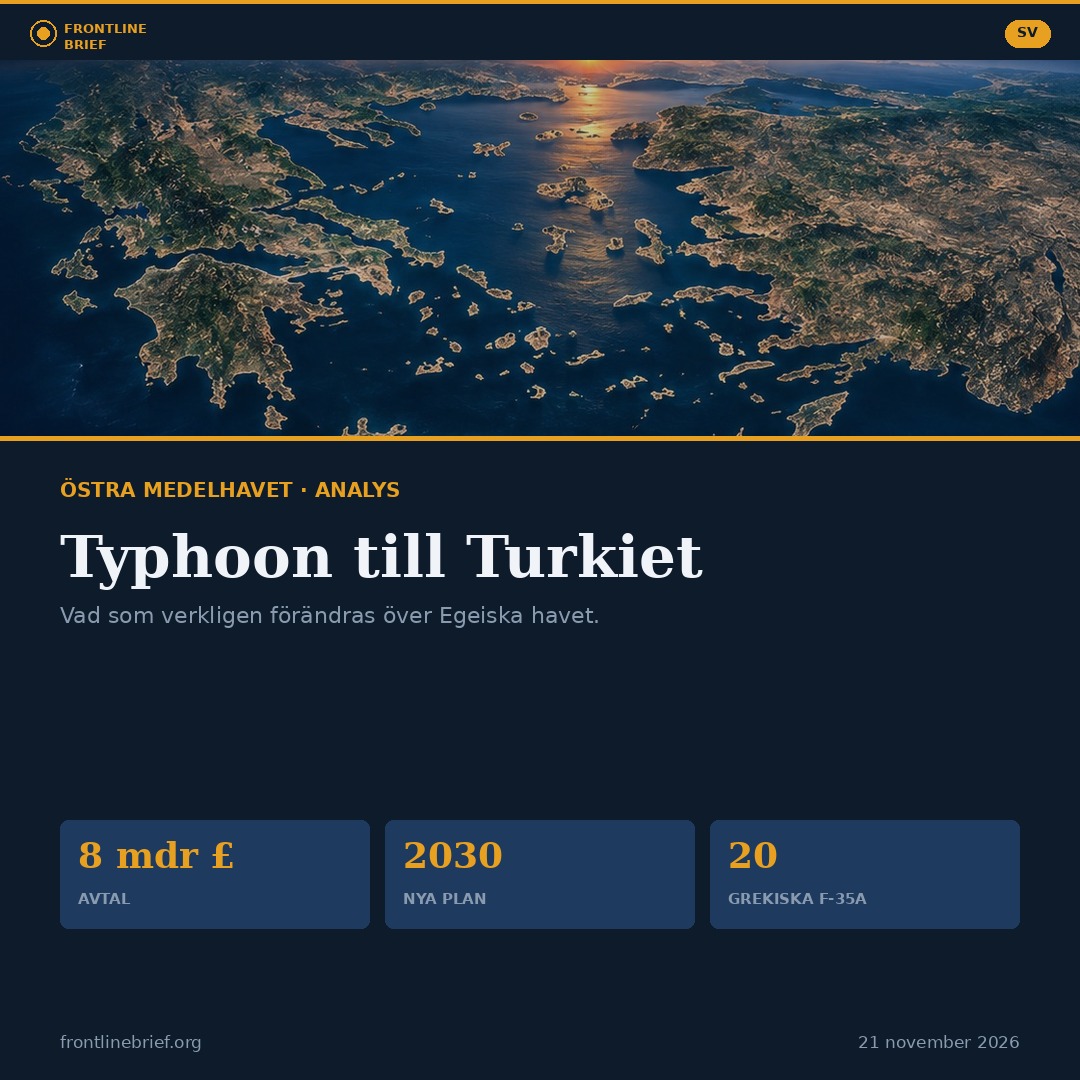 FRONTLINE
BRIEF
SV
ÖSTRA MEDELHAVET · ANALYS
Typhoon till Turkiet
Vad som verkligen förändras över Egeiska havet.
8 mdr £
AVTAL
2030
NYA PLAN
20
GREKISKA F-35A
frontlinebrief.org
21 november 2026